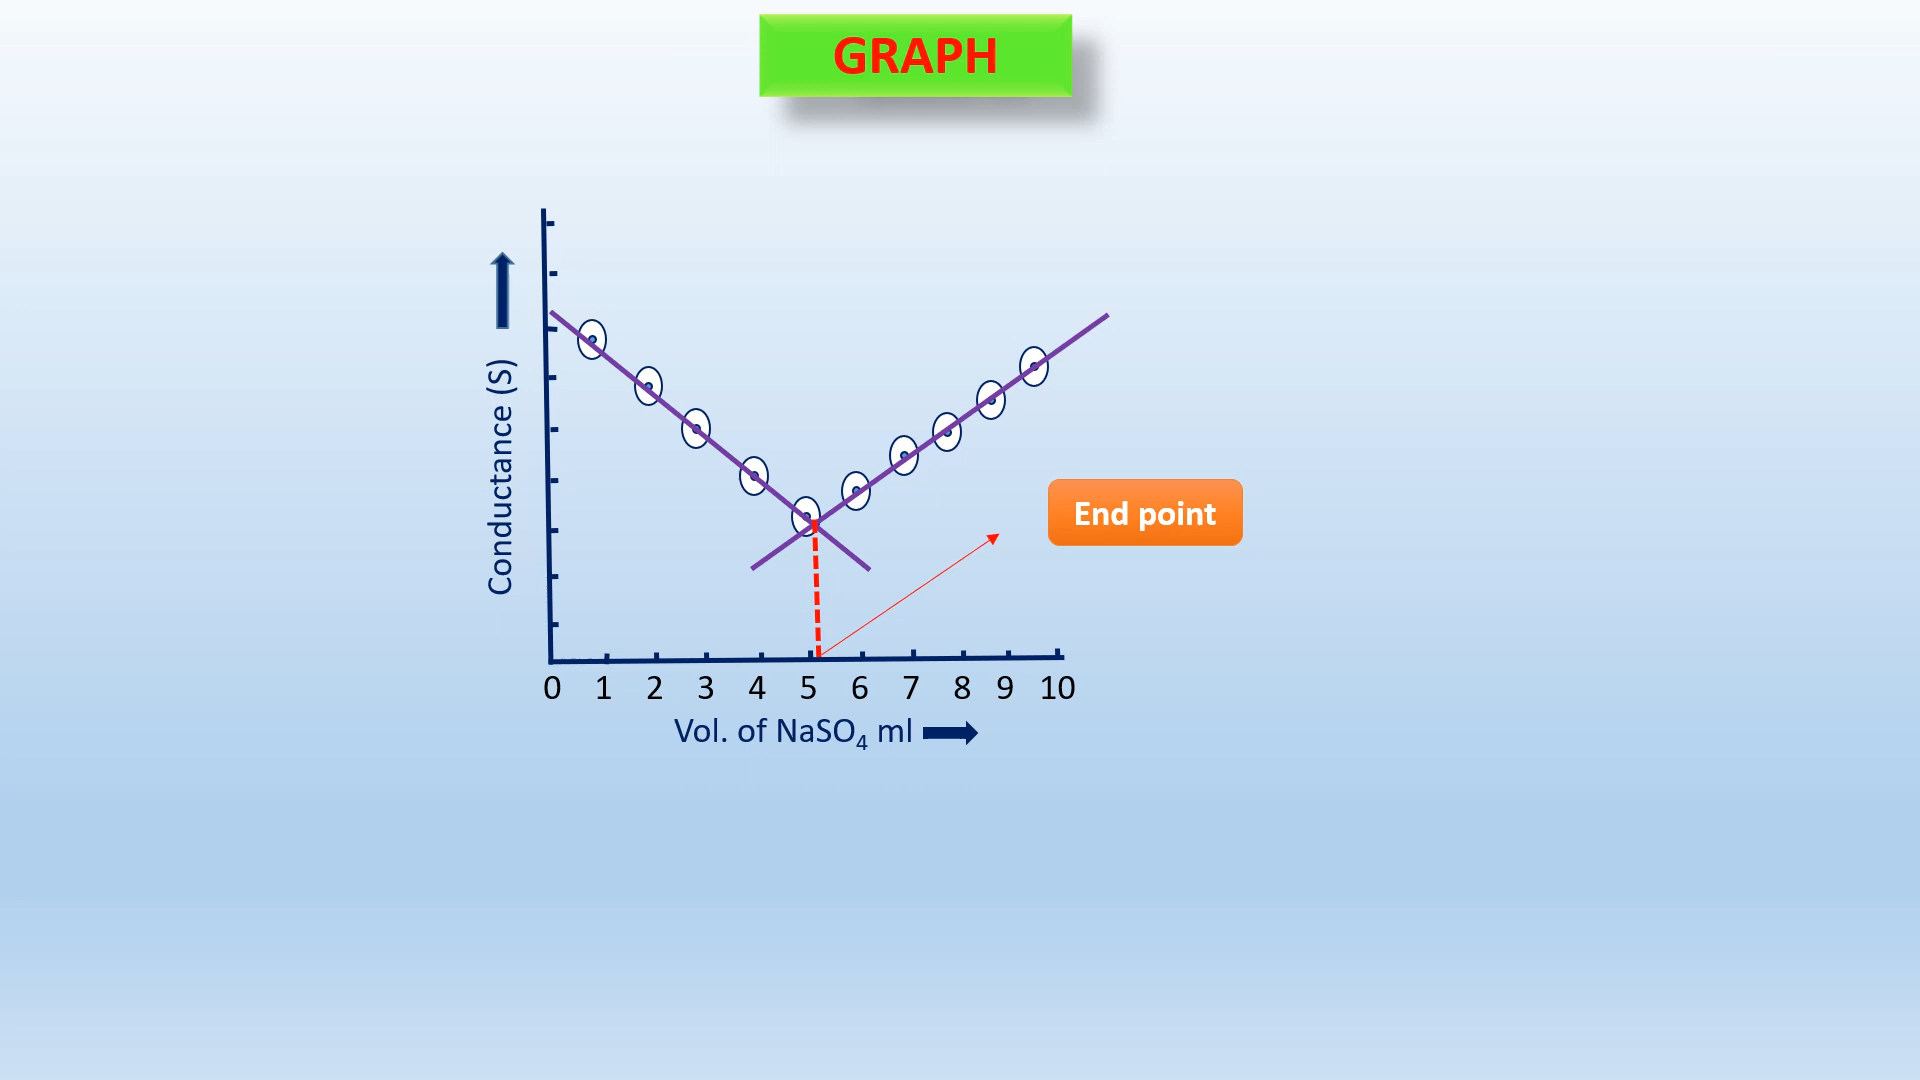 GRAPH
Conductance (S)
End point
0 1 2 3 4 5 6 7 8 9 10
Vol. of NaSO₄ ml